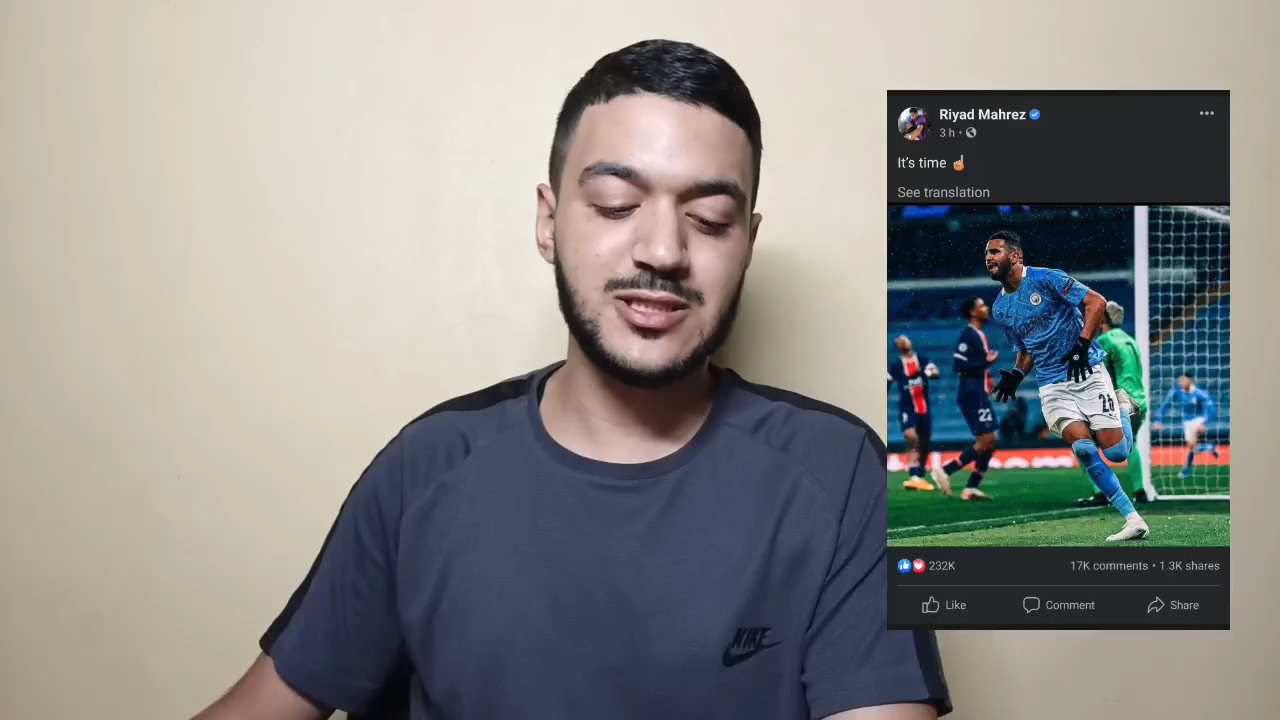 Riyad Mahrez
3 h
It's time ☝🏽
See translation
26
22
232K
17K comments • 1.3K shares
Like
Comment
Share
NIKE